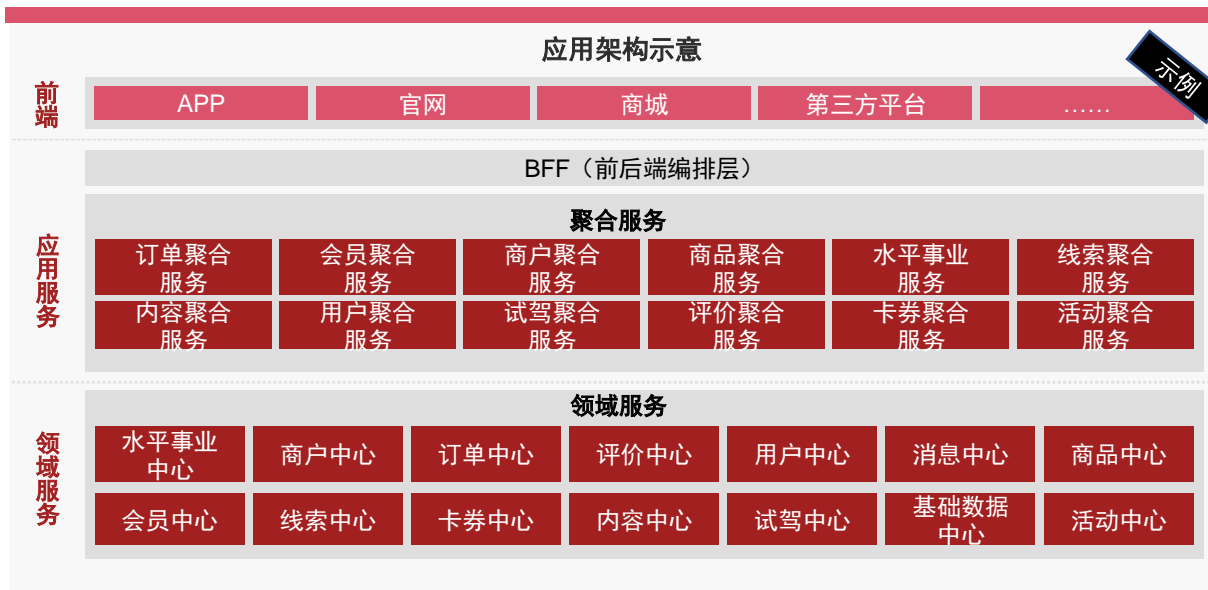 应用架构示意
示例
前端
APP
官网
商城
第三方平台
……
BFF（前后端编排层）
应用服务
聚合服务
订单聚合
服务
会员聚合
服务
商户聚合
服务
商品聚合
服务
水平事业
服务
线索聚合
服务
内容聚合
服务
用户聚合
服务
试驾聚合
服务
评价聚合
服务
卡券聚合
服务
活动聚合
服务
领域服务
领域服务
水平事业
中心
商户中心
订单中心
评价中心
用户中心
消息中心
商品中心
会员中心
线索中心
卡券中心
内容中心
试驾中心
基础数据
中心
活动中心